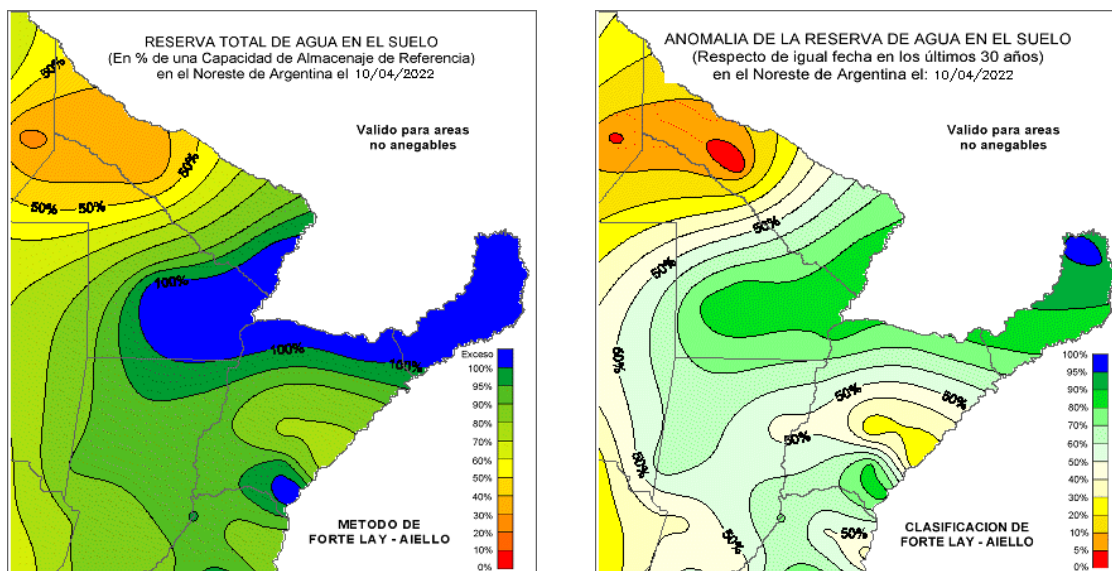 RESERVA TOTAL DE AGUA EN EL SUELO
(En % de una Capacidad de Almacenaje de Referencia)
en el Noreste de Argentina el 10/04/2022
Valido para areas
no anegables
50%
50%
50%
50%
100%
100%
100%
Exceso
100%
95%
90%
80%
70%
60%
50%
40%
30%
20%
10%
0%
METODO DE
FORTE LAY - AIELLO
ANOMALIA DE LA RESERVA DE AGUA EN EL SUELO
(Respecto de igual fecha en los últimos 30 años)
en el Noreste de Argentina el: 10/04/2022
Valido para areas
no anegables
50%
50%
60%
50%
50%
50%
50%
50%
50%
100%
95%
90%
80%
70%
60%
50%
40%
30%
20%
10%
5%
0%
CLASIFICACION DE
FORTE LAY - AIELLO